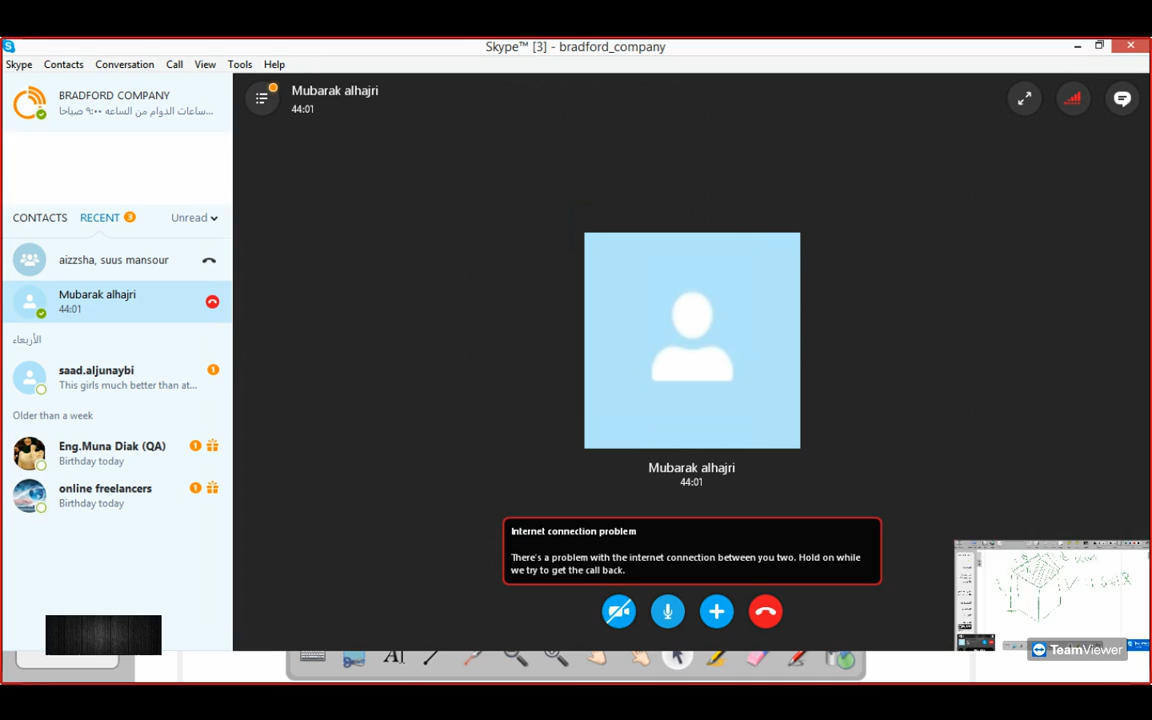 Skype™ [3] - bradford_company
Skype Contacts Conversation Call View Tools Help
BRADFORD COMPANY
ساعات الدوام من الساعه ٩:٠٠ صباحا...
Mubarak alhajri
44:01
CONTACTS RECENT 3 Unread
aizzsha, suus mansour
Mubarak alhajri
44:01
الأربعاء
saad.aljunaybi 1
This girls much better than at...
Older than a week
Eng.Muna Diak (QA) 1
Birthday today
online freelancers 1
Birthday today
Mubarak alhajri
44:01
Internet connection problem
There's a problem with the internet connection between you two. Hold on while
we try to get the call back.
TeamViewer